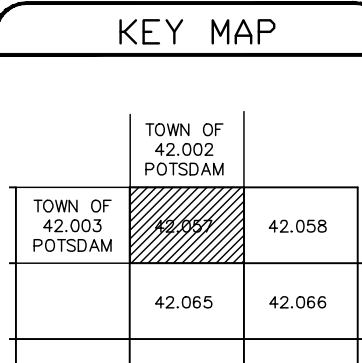 KEY MAP
TOWN OF
42.002
POTSDAM
TOWN OF
42.003
POTSDAM
42.057
42.058
42.065
42.066